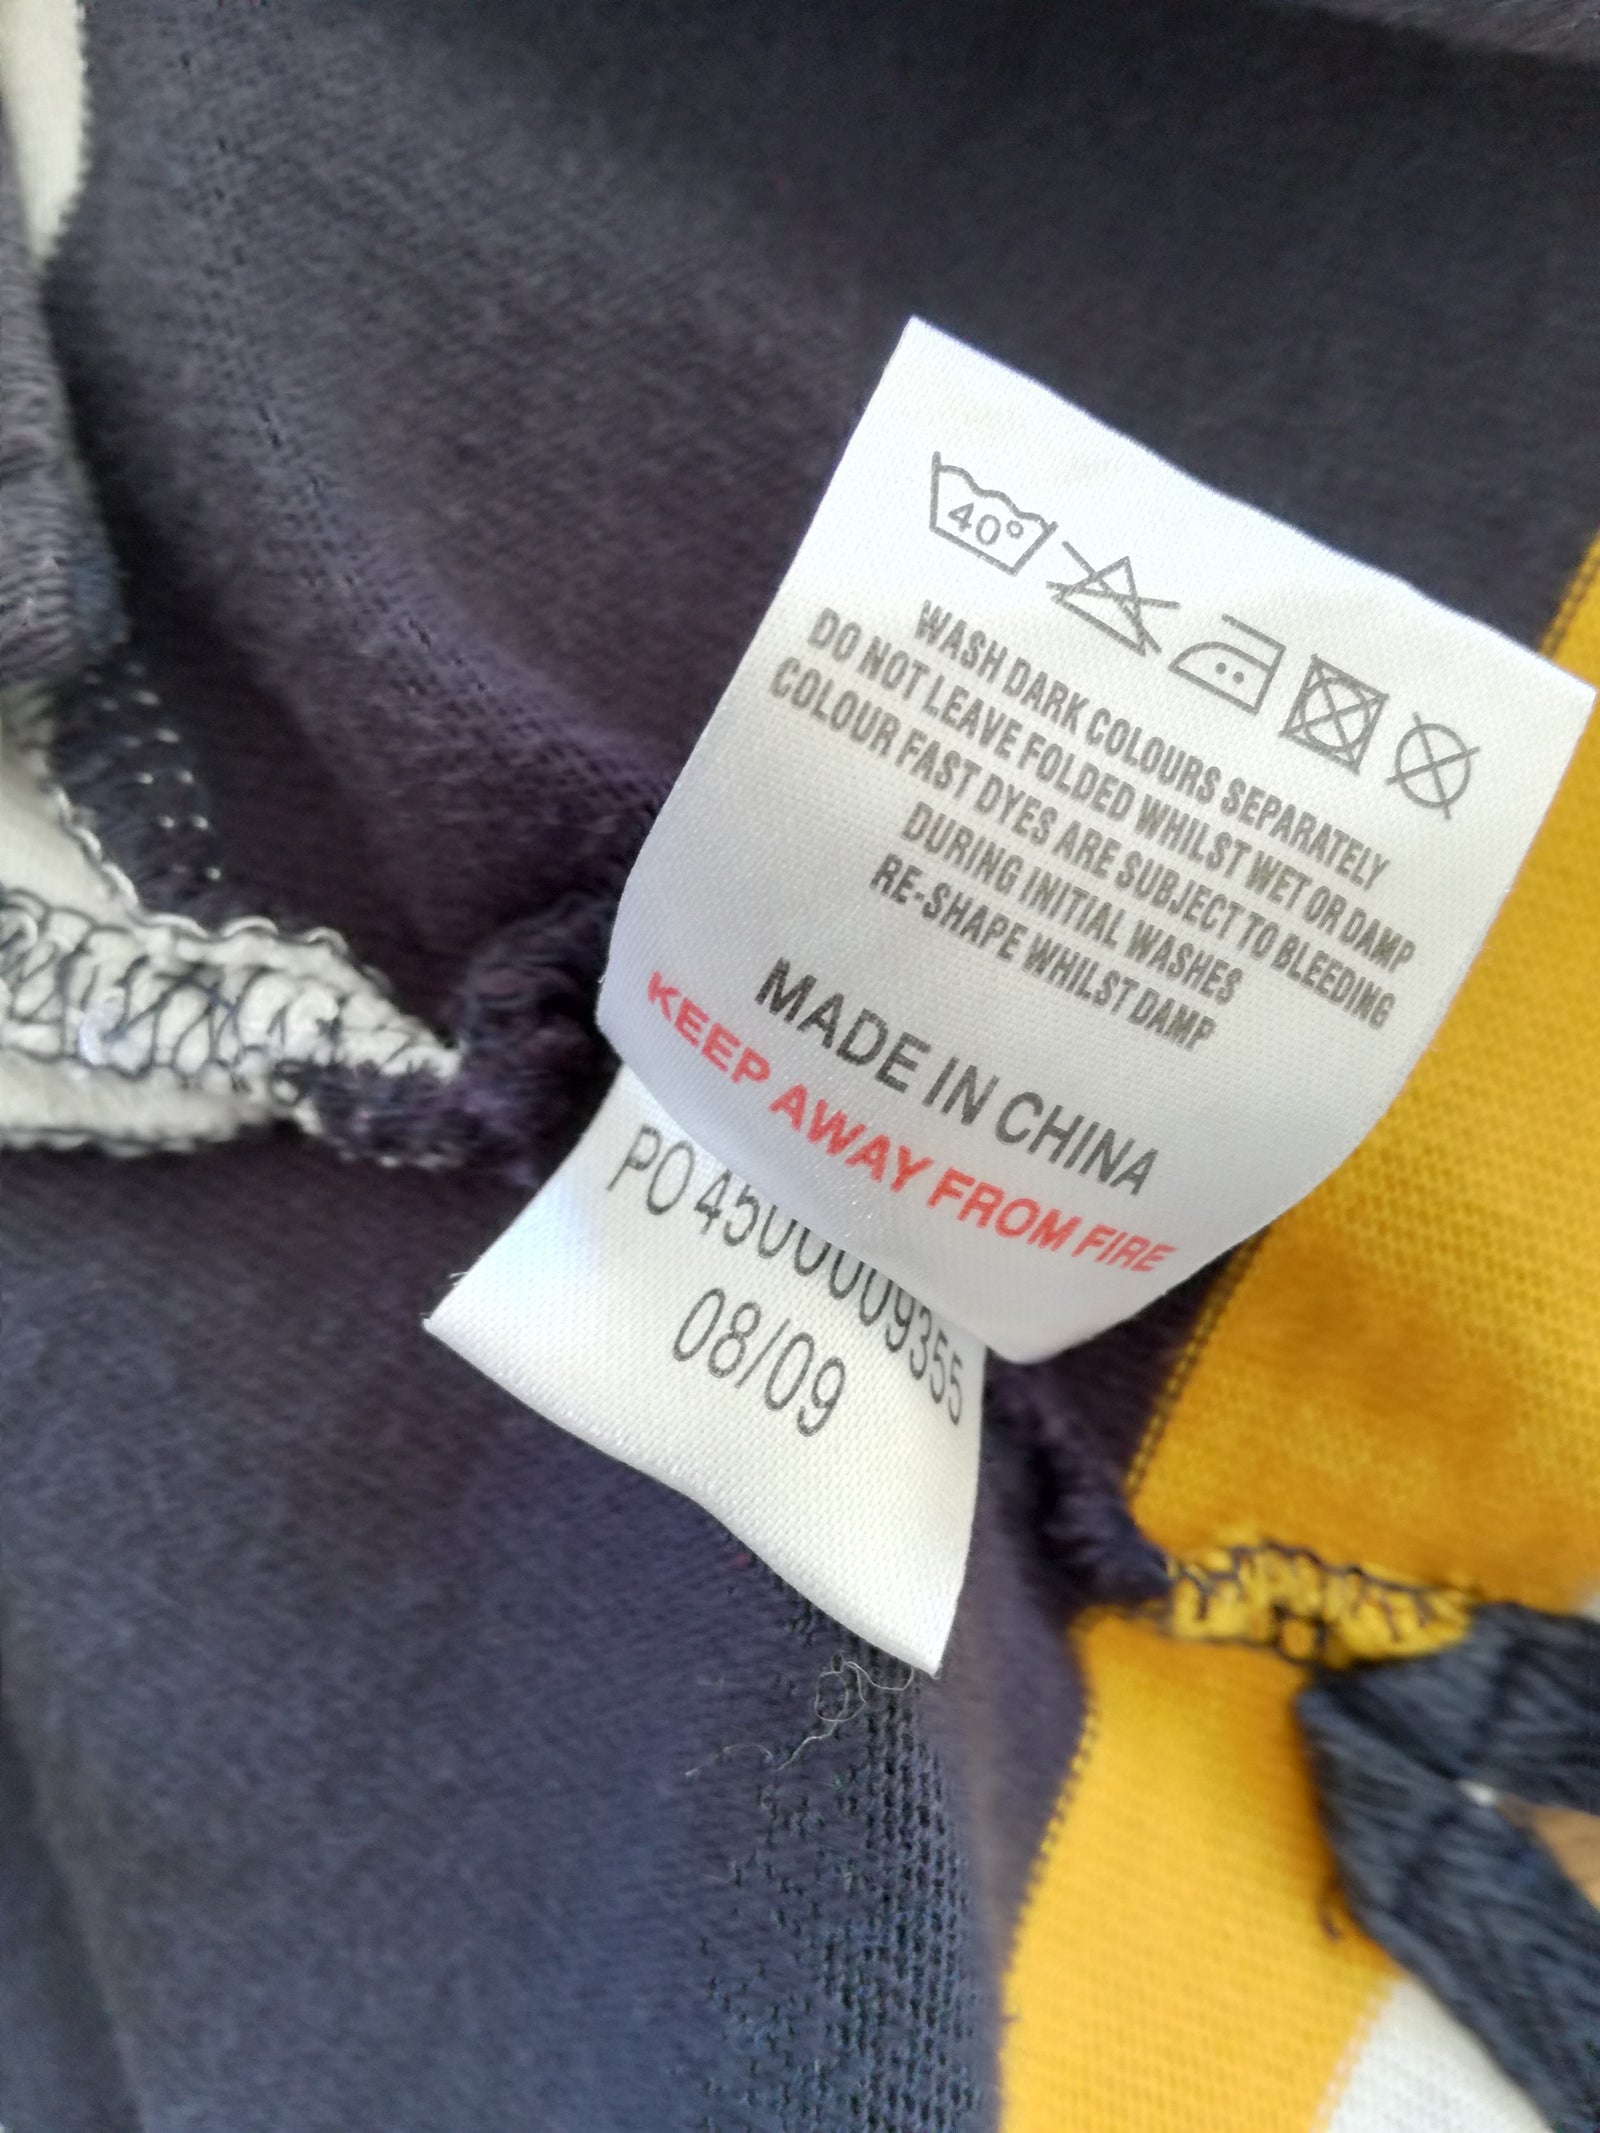 40°
WASH DARK COLOURS SEPARATELY
DO NOT LEAVE FOLDED WHILST WET OR DAMP
COLOUR FAST DYES ARE SUBJECT TO BLEEDING
DURING INITIAL WASHES
RE-SHAPE WHILST DAMP
MADE IN CHINA
KEEP AWAY FROM FIRE
PO 4500009355
08/09